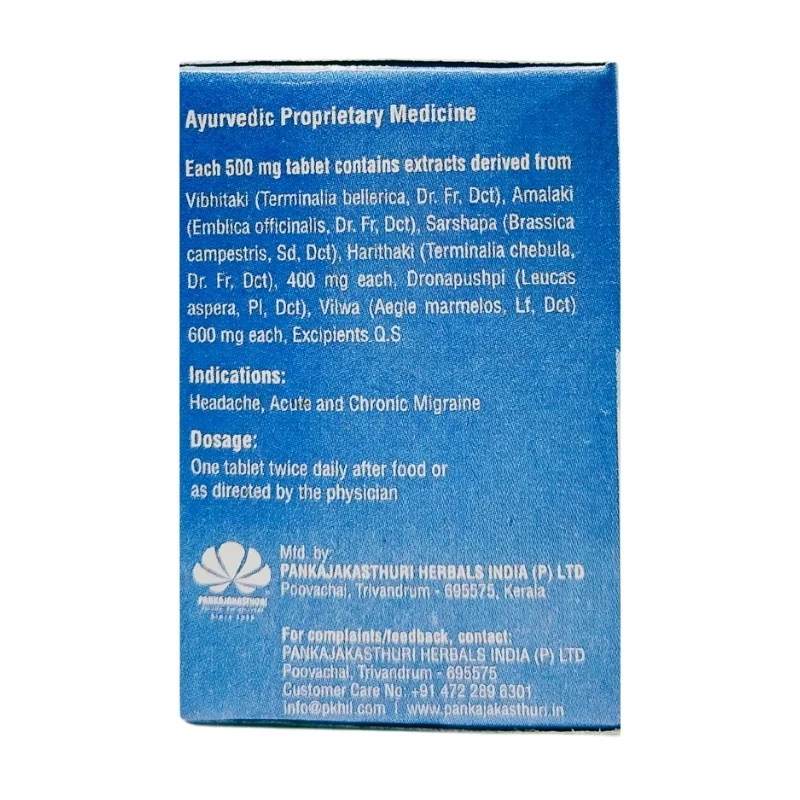 Ayurvedic Proprietary Medicine
Each 500 mg tablet contains extracts derived from
Vibhitaki (Terminalia bellerica, Dr. Fr, Dct), Amalaki
(Emblica officinalis, Dr. Fr, Dct), Sarshapa (Brassica
campestris, Sd, Dct), Harithaki (Terminalia chebula,
Dr. Fr, Dct), 400 mg each, Dronapushpi (Leucas
aspera, Pl, Dct), Vilwa (Aegle marmelos, Lf, Dct)
600 mg each, Excipients Q.S
Indications:
Headache, Acute and Chronic Migraine
Dosage:
One tablet twice daily after food or
as directed by the physician
Mfd. by:
PANKAJAKASTHURI HERBALS INDIA (P) LTD
Poovachal, Trivandrum - 695575, Kerala
PANKAJAKASTHURI
For complaints/feedback, contact:
PANKAJAKASTHURI HERBALS INDIA (P) LTD
Poovachal, Trivandrum - 695575
Customer Care No: +91 472 289 6301
info@pkhil.com | www.pankajakasthuri.in